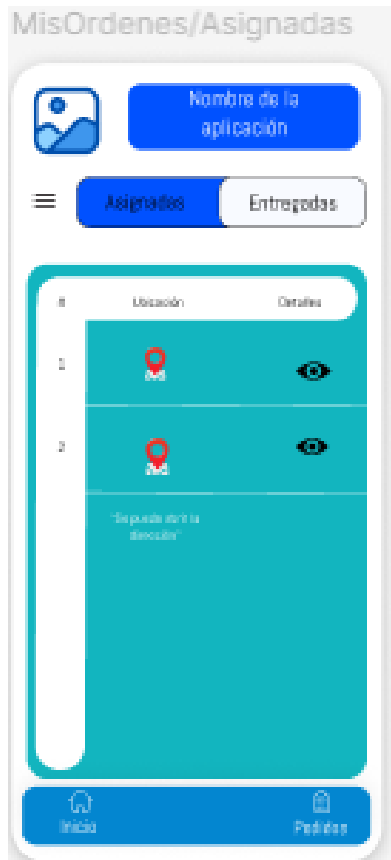 MisOrdenes/Asignadas
Nombre de la
aplicación
Asignadas
Entregadas
# Ubicación Detalles
1
2
"Se puede abrir la
dirección"
Inicio
Pedidos